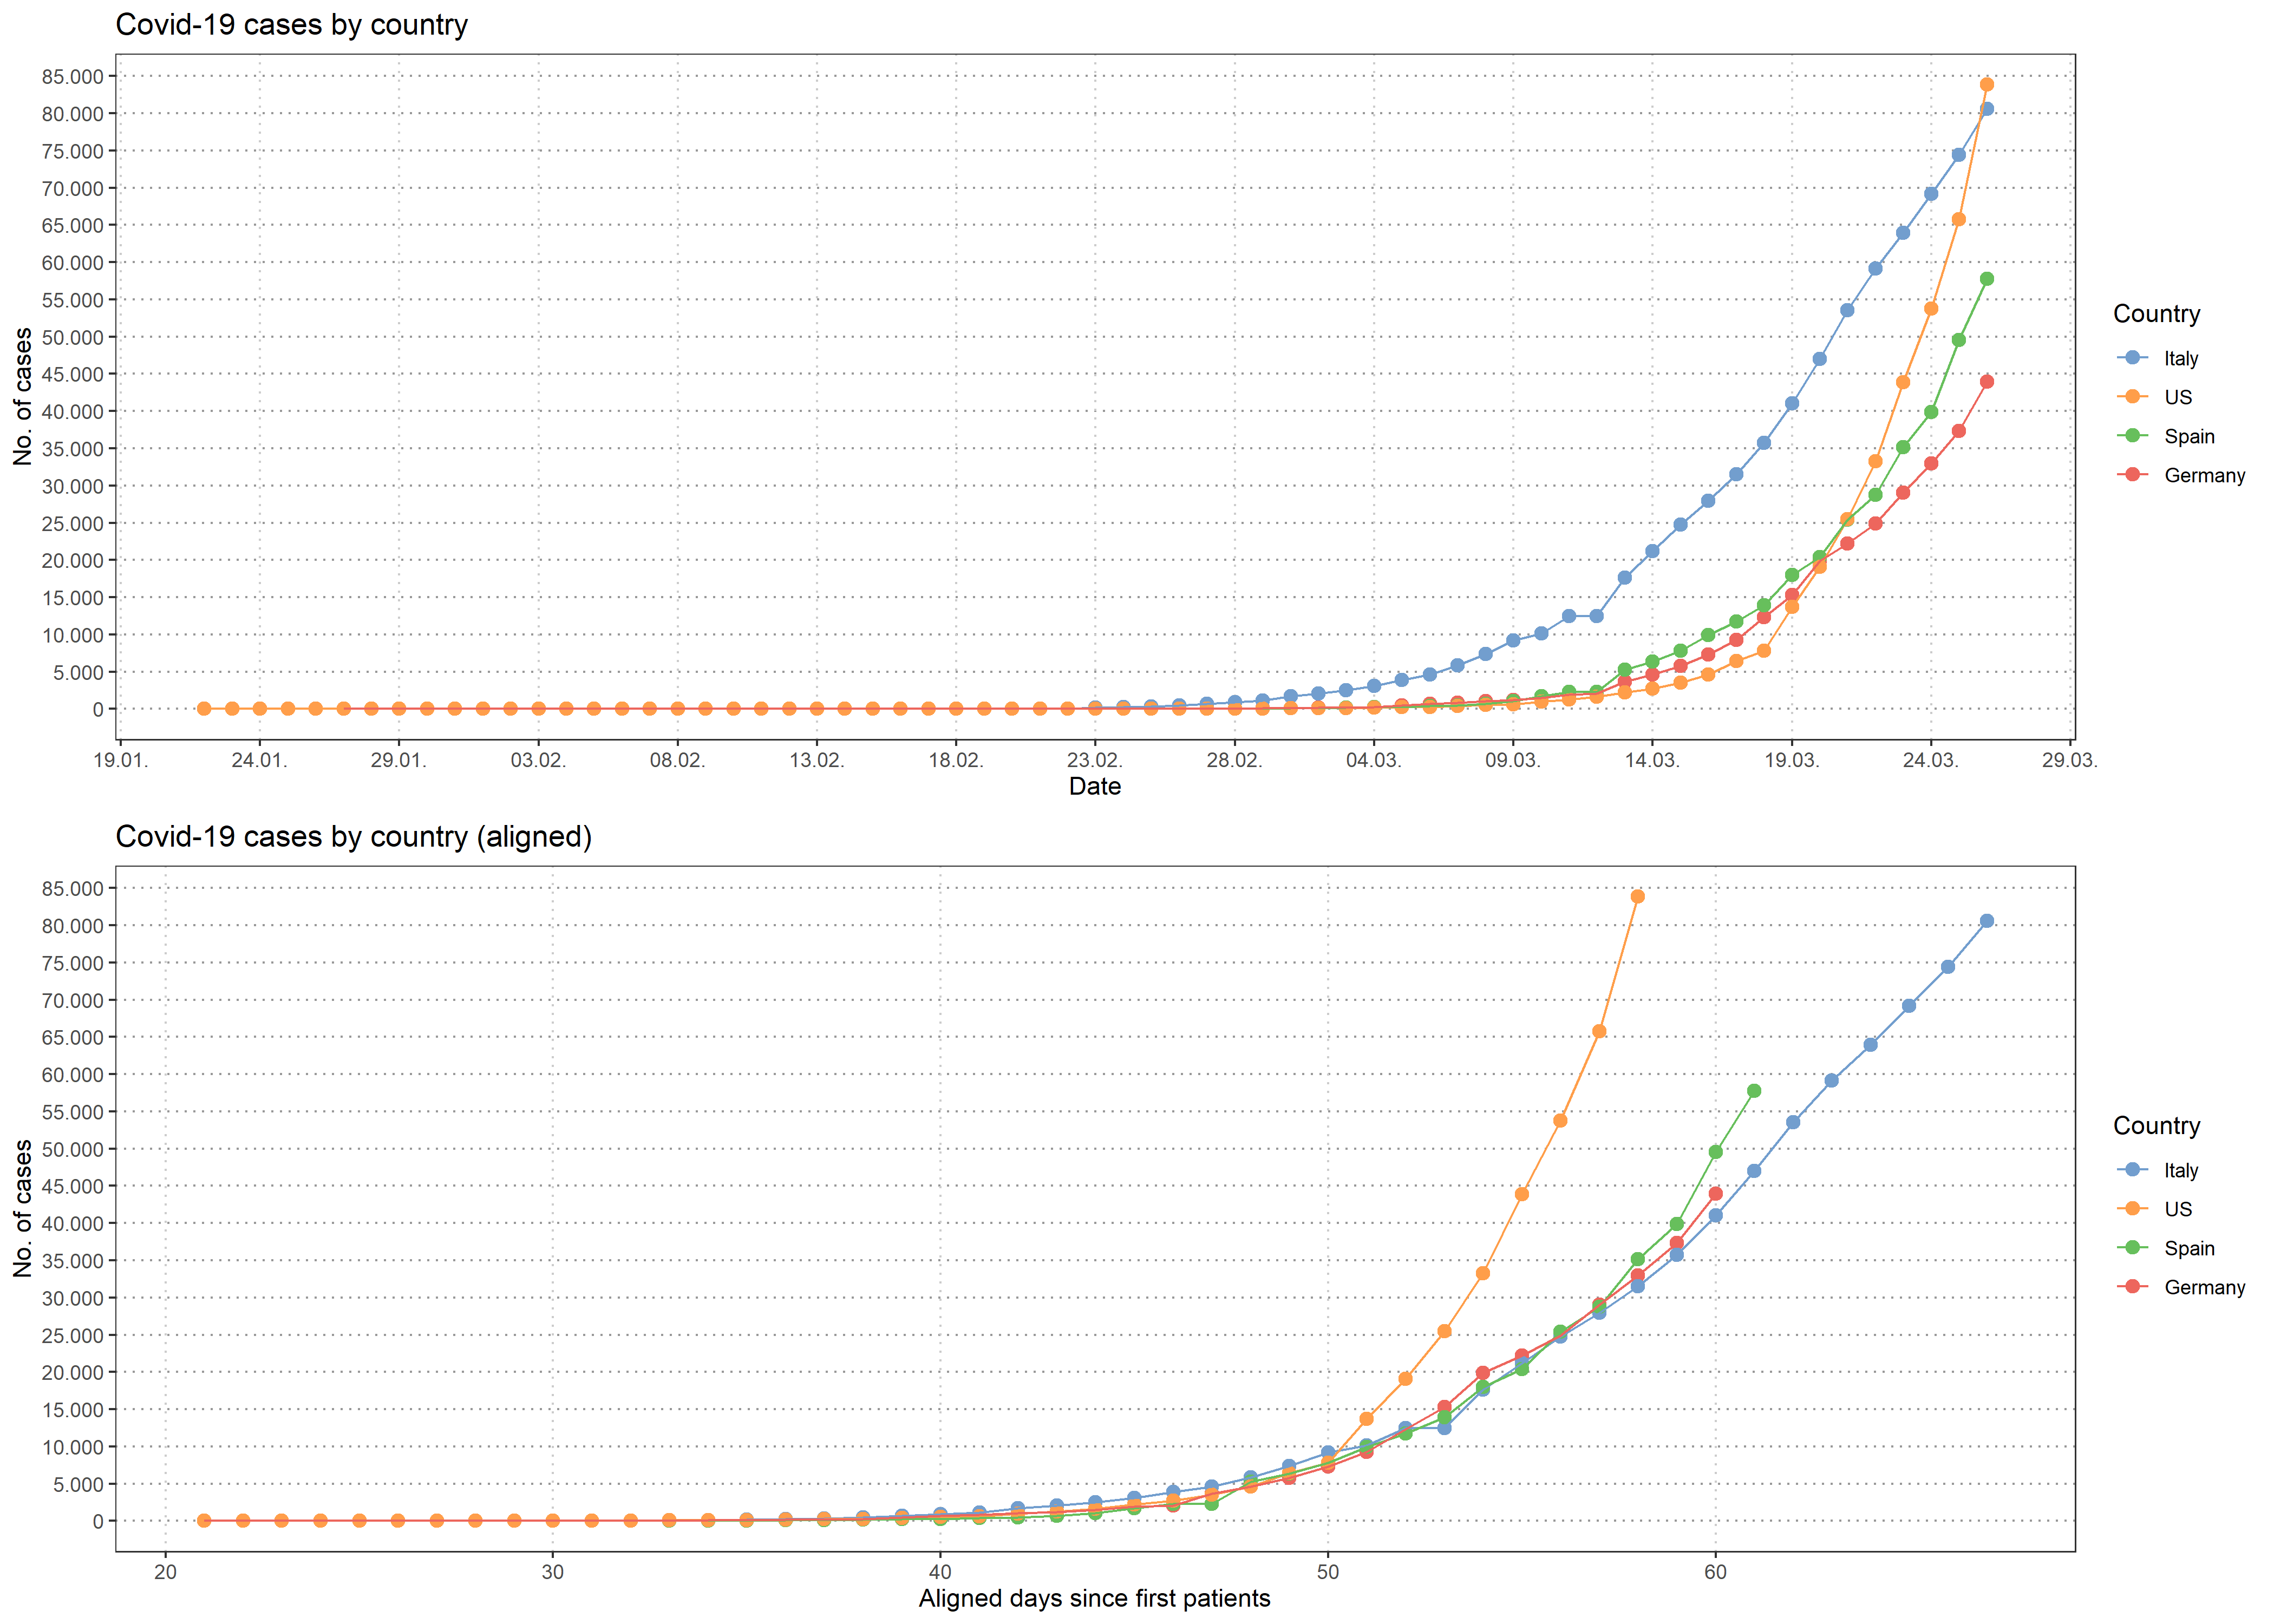 Covid-19 cases by country
85.000
80.000
75.000
70.000
65.000
60.000
55.000
50.000
45.000
40.000
35.000
30.000
25.000
20.000
15.000
10.000
5.000
0
No. of cases
19.01. 24.01. 29.01. 03.02. 08.02. 13.02. 18.02. 23.02. 28.02. 04.03. 09.03. 14.03. 19.03. 24.03. 29.03.
Date
Country
Italy
US
Spain
Germany
Covid-19 cases by country (aligned)
85.000
80.000
75.000
70.000
65.000
60.000
55.000
50.000
45.000
40.000
35.000
30.000
25.000
20.000
15.000
10.000
5.000
0
No. of cases
20 30 40 50 60
Aligned days since first patients
Country
Italy
US
Spain
Germany